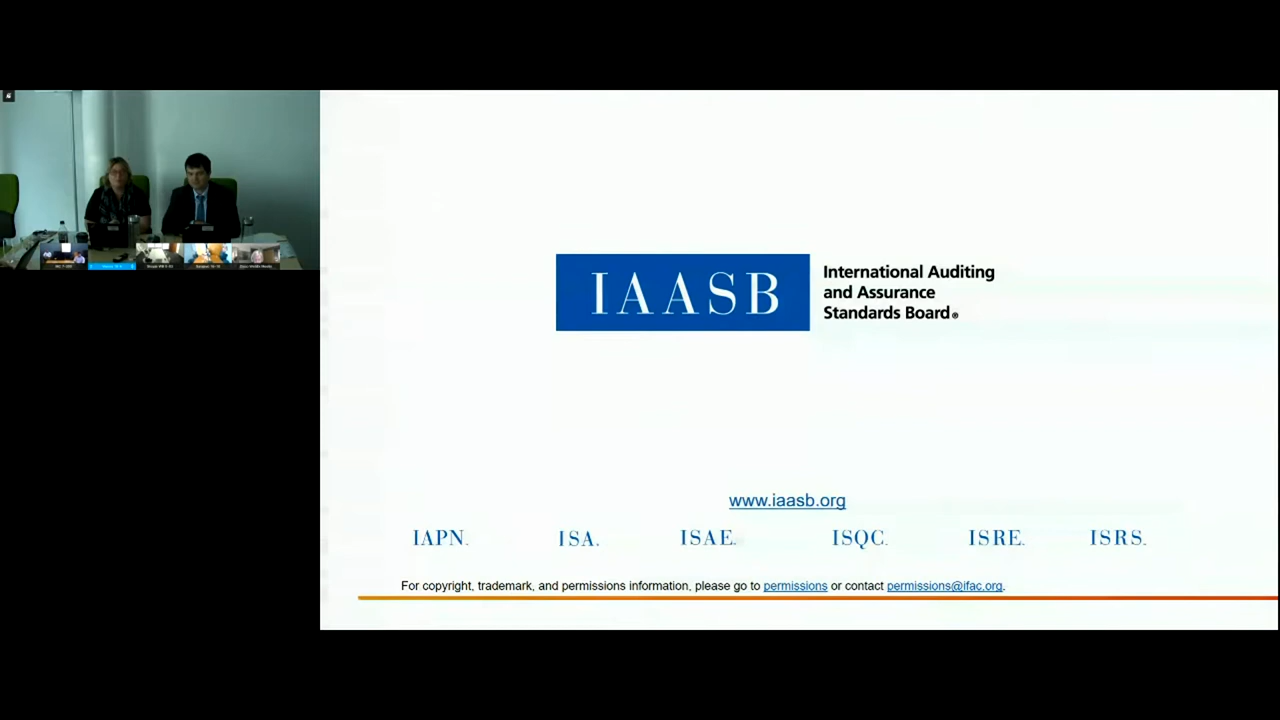 IAASB
International Auditing
and Assurance
Standards Board®
www.iaasb.org
IAPN.
ISA.
ISAE.
ISQC.
ISRE.
ISRS.
For copyright, trademark, and permissions information, please go to permissions or contact permissions@ifac.org.